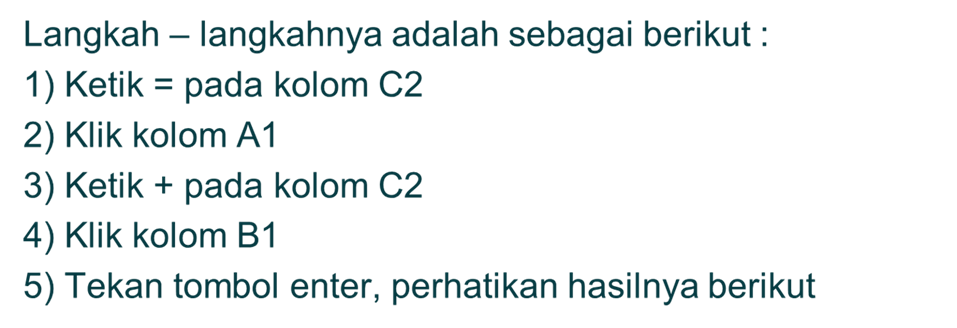 Langkah – langkahnya adalah sebagai berikut :
1) Ketik = pada kolom C2
2) Klik kolom A1
3) Ketik + pada kolom C2
4) Klik kolom B1
5) Tekan tombol enter, perhatikan hasilnya berikut